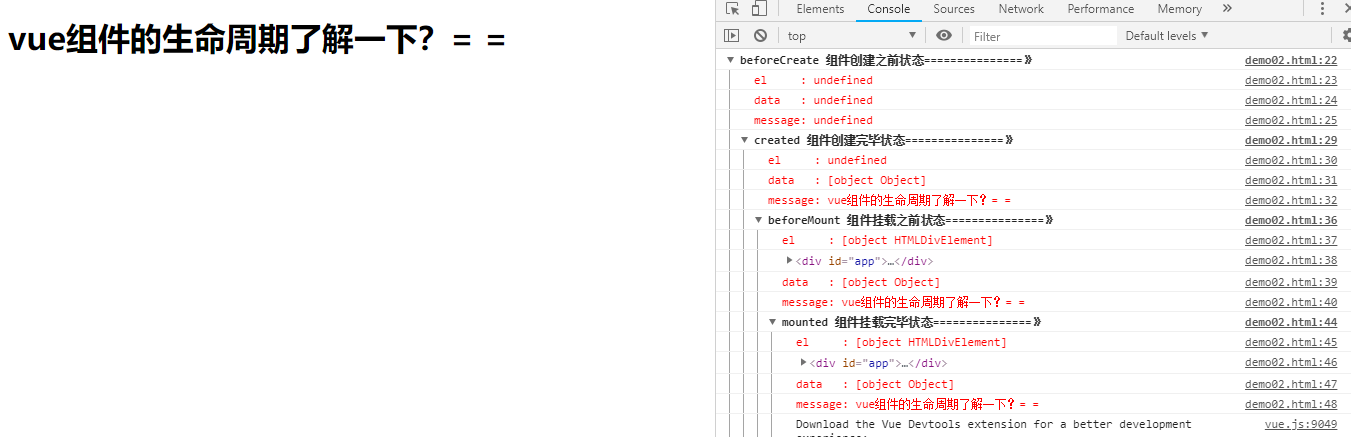 vue组件的生命周期了解一下？= =
Elements Console Sources Network Performance Memory »
top Filter Default levels
beforeCreate 组件创建之前状态===============》 demo02.html:22
el : undefined demo02.html:23
data : undefined demo02.html:24
message: undefined demo02.html:25
created 组件创建完毕状态===============》 demo02.html:29
el : undefined demo02.html:30
data : [object Object] demo02.html:31
message: vue组件的生命周期了解一下？= = demo02.html:32
beforeMount 组件挂载之前状态===============》 demo02.html:36
el : [object HTMLDivElement] demo02.html:37
<div id="app">…</div> demo02.html:38
data : [object Object] demo02.html:39
message: vue组件的生命周期了解一下？= = demo02.html:40
mounted 组件挂载完毕状态===============》 demo02.html:44
el : [object HTMLDivElement] demo02.html:45
<div id="app">…</div> demo02.html:46
data : [object Object] demo02.html:47
message: vue组件的生命周期了解一下？= = demo02.html:48
Download the Vue Devtools extension for a better development vue.js:9049
experience: